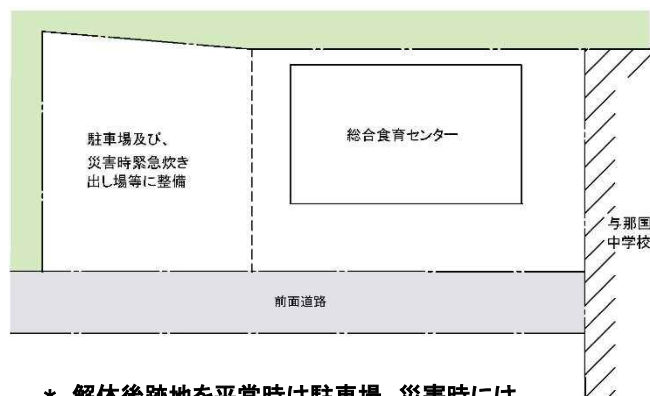 駐車場及び、
災害時緊急炊き
出し場等に整備
総合食育センター
与那国
中学校
前面道路
* 解体後跡地を平常時は駐車場、災害時には